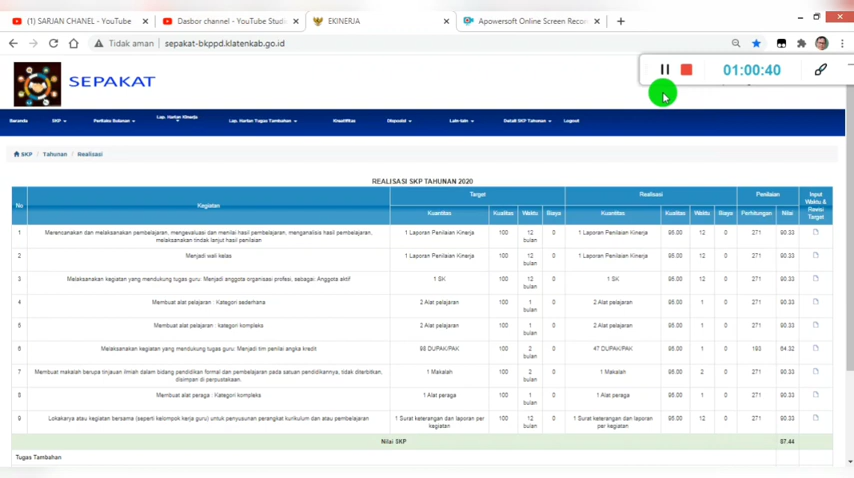 (1) SARJAN CHANEL - YouTube
Dasbor channel - YouTube Studi
EKINERJA
Apowersoft Online Screen Recor
Tidak aman | sepakat-bkppd.klatenkab.go.id
01:00:40
SEPAKAT
Beranda SKP Perilaku Bulanan Lap. Harian Kinerja Lap. Harian Tugas Tambahan Kreatifitas Disposisi Lain-lain Detail SKP Tahunan Logout
SKP / Tahunan / Realisasi
REALISASI SKP TAHUNAN 2020
No Kegiatan Target Realisasi Penilaian Input Waktu & Revisi Target
Kuantitas Kualitas Waktu Biaya Kuantitas Kualitas Waktu Biaya Perhitungan Nilai
1 Merencanakan dan melaksanakan pembelajaran, mengevaluasi dan menilai hasil pembelajaran, menganalisis hasil pembelajaran, melaksanakan tindak lanjut hasil penilaian 1 Laporan Penilaian Kinerja 100 12 bulan 0 1 Laporan Penilaian Kinerja 95.00 12 0 271 90.33
2 Menjadi wali kelas 1 Laporan Penilaian Kinerja 100 12 bulan 0 1 Laporan Penilaian Kinerja 95.00 12 0 271 90.33
3 Melaksanakan kegiatan yang mendukung tugas guru: Menjadi anggota organisasi profesi, sebagai: Anggota aktif 1 SK 100 12 bulan 0 1 SK 95.00 12 0 271 90.33
4 Membuat alat pelajaran : Kategori sederhana 2 Alat pelajaran 100 1 bulan 0 2 Alat pelajaran 95.00 1 0 271 90.33
5 Membuat alat pelajaran : kategori kompleks 2 Alat pelajaran 100 1 bulan 0 2 Alat pelajaran 95.00 1 0 271 90.33
6 Melaksanakan kegiatan yang mendukung tugas guru: Menjadi tim penilai angka kredit 98 DUPAK/PAK 100 2 bulan 0 47 DUPAK/PAK 95.00 1 0 193 64.32
7 Membuat makalah berupa tinjauan ilmiah dalam bidang pendidikan formal dan pembelajaran pada satuan pendidikannya, tidak diterbitkan, disimpan di perpustakaan. 1 Makalah 100 2 bulan 0 1 Makalah 95.00 2 0 271 90.33
8 Membuat alat peraga : Kategori kompleks 1 Alat peraga 100 1 bulan 0 1 Alat peraga 95.00 1 0 271 90.33
9 Lokakarya atau kegiatan bersama (seperti kelompok kerja guru) untuk penyusunan perangkat kurikulum dan atau pembelajaran 1 Surat keterangan dan laporan per kegiatan 100 12 bulan 0 1 Surat keterangan dan laporan per kegiatan 95.00 12 0 271 90.33
Nilai SKP 87.44
Tugas Tambahan